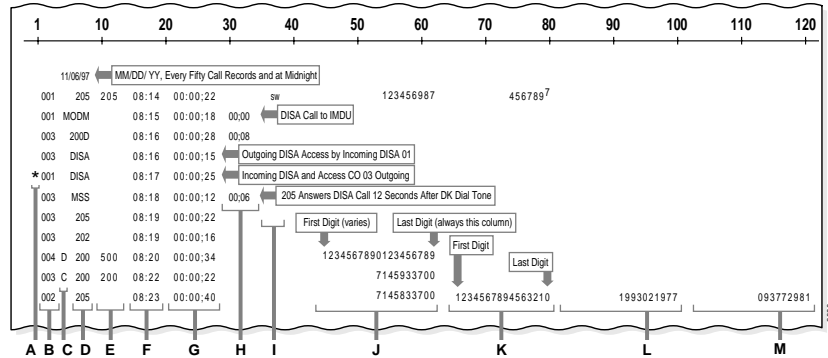 1 10 20 30 40 50 60 70 80 90 100 110 120
11/06/97 MM/DD/ YY, Every Fifty Call Records and at Midnight
001 205 205 08:14 00:00;22 sw 123456987 4567897
001 MODM 08:15 00:00;18 00;00 DISA Call to IMDU
003 200D 08:16 00:00;28 00;08
003 DISA 08:16 00:00;15 Outgoing DISA Access by Incoming DISA 01
*001 DISA 08:17 00:00;25 Incoming DISA and Access CO 03 Outgoing
003 MSS 08:18 00:00;12 00;06 205 Answers DISA Call 12 Seconds After DK Dial Tone
003 205 08:19 00:00;22 First Digit (varies) Last Digit (always this column)
003 202 08:19 00:00;16 First Digit
004 D 200 500 08:20 00:00;34 1234567890123456789 Last Digit
003 C 200 200 08:22 00:00;22 7145933700
7145833700
002 205 08:23 00:00;40 1234567894563210 1993021977 093772981
A B C D E F G H I J K L M